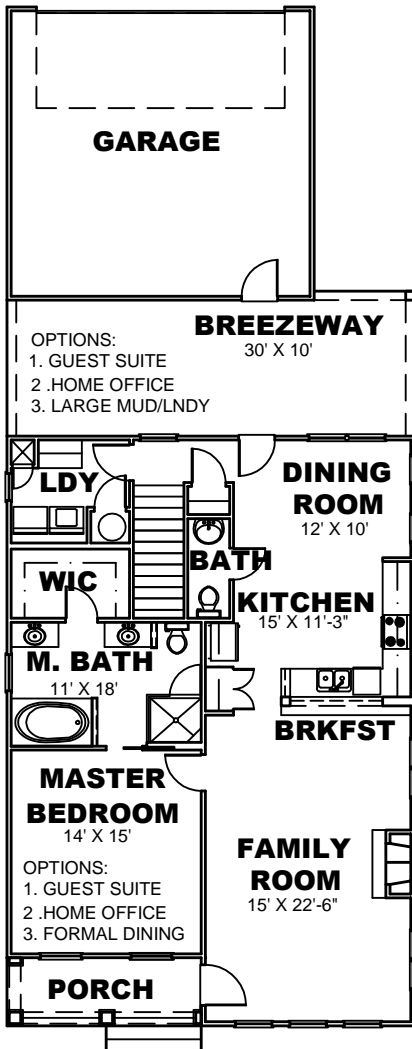 GARAGE
BREEZEWAY
30' X 10'
OPTIONS:
1. GUEST SUITE
2 .HOME OFFICE
3. LARGE MUD/LNDY
LDY
DINING
ROOM
12' X 10'
BATH
WIC
KITCHEN
15' X 11'-3"
M. BATH
11' X 18'
BRKFST
MASTER
BEDROOM
14' X 15'
OPTIONS:
1. GUEST SUITE
2 .HOME OFFICE
3. FORMAL DINING
FAMILY
ROOM
15' X 22'-6"
PORCH